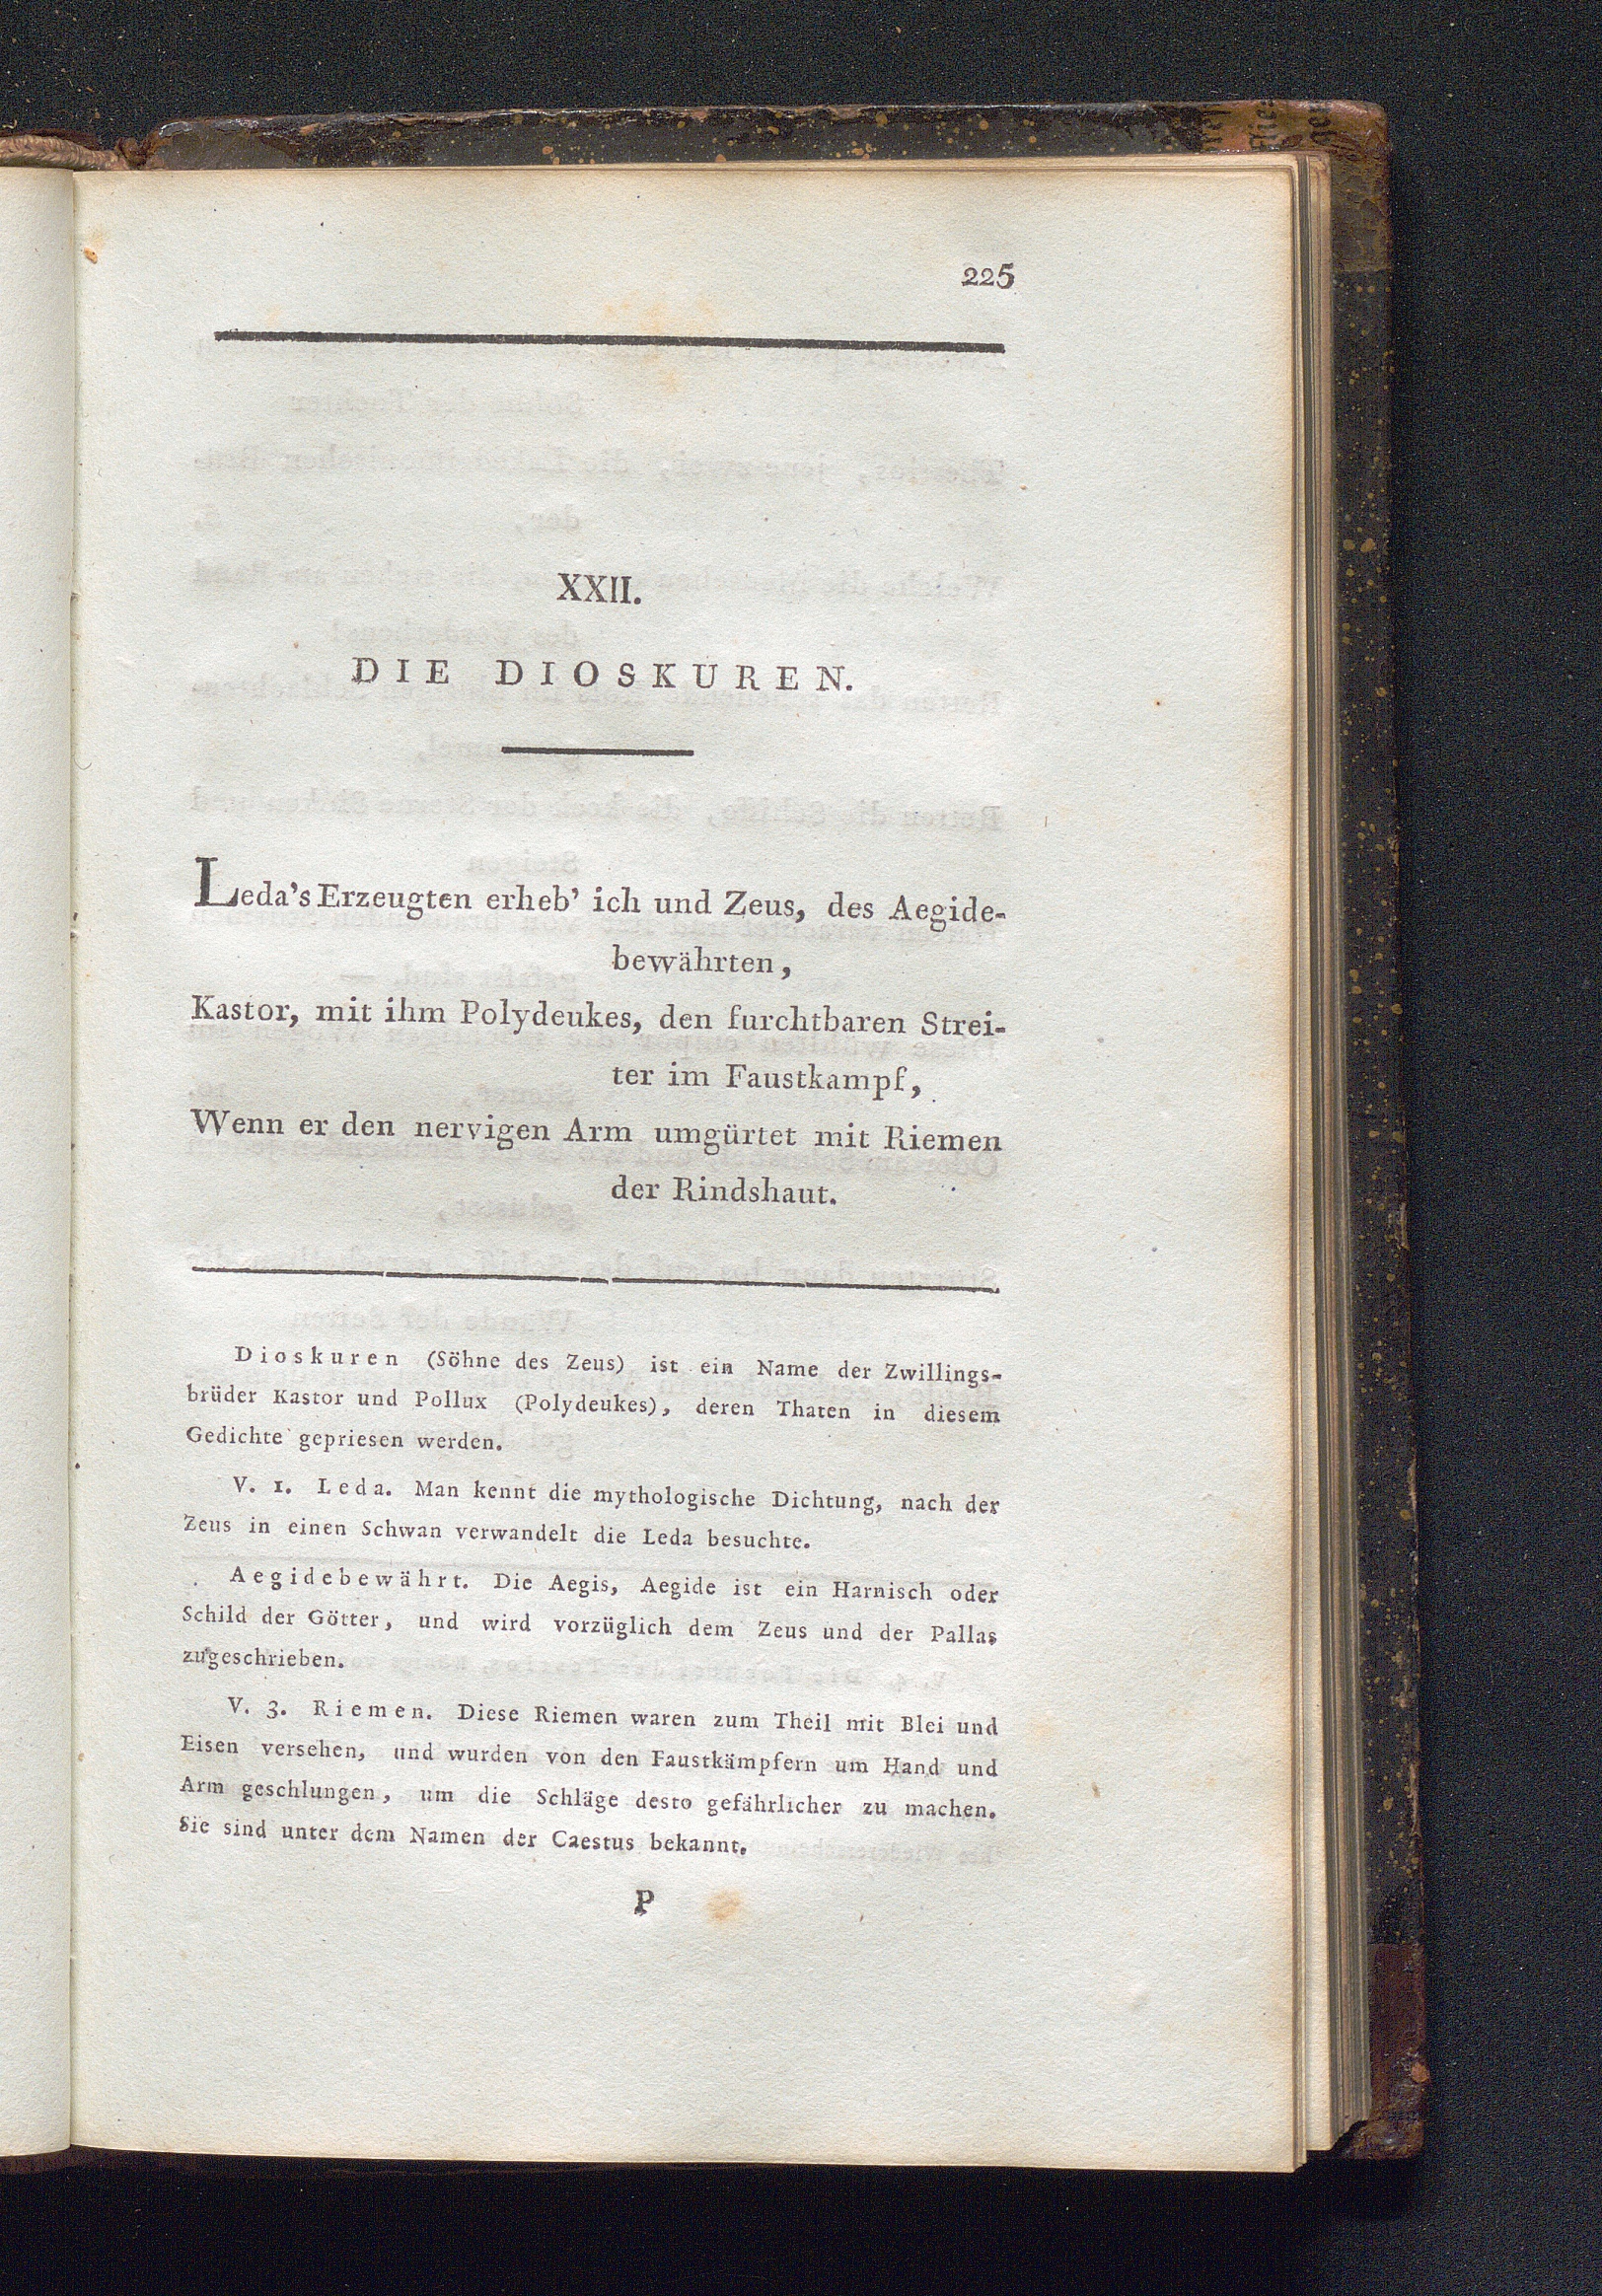 225
XXII.
DIE DIOSKUREN.
Leda's Erzeugten erheb' ich und Zeus, des Aegide-
bewährten,
Kastor, mit ihm Polydeukes, den furchtbaren Strei-
ter im Faustkampf,
Wenn er den nervigen Arm umgürtet mit Riemen
der Rindshaut.
Dioskuren (Söhne des Zeus) ist ein Name der Zwillings-
brüder Kastor und Pollux (Polydeukes), deren Thaten in diesem
Gedichte gepriesen werden.
V. 1. Leda. Man kennt die mythologische Dichtung, nach der
Zeus in einen Schwan verwandelt die Leda besuchte.
Aegidebewährt. Die Aegis, Aegide ist ein Harnisch oder
Schild der Götter, und wird vorzüglich dem Zeus und der Pallas
zugeschrieben.
V. 3. Riemen. Diese Riemen waren zum Theil mit Blei und
Eisen versehen, und wurden von den Faustkämpfern um Hand und
Arm geschlungen, um die Schläge desto gefährlicher zu machen.
Sie sind unter dem Namen der Caestus bekannt.
P